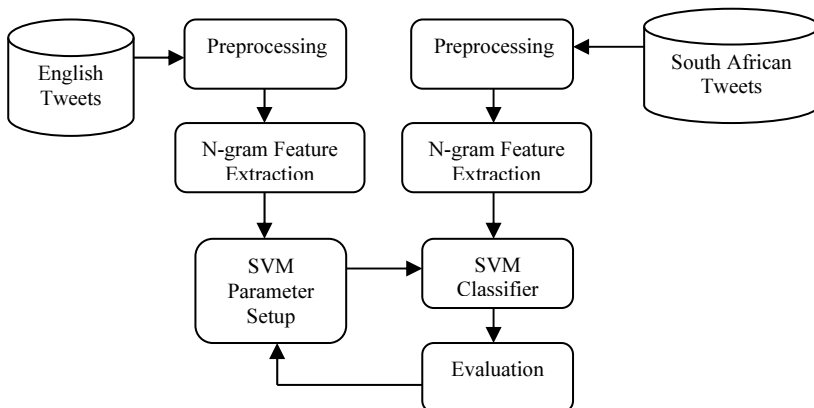 English
Tweets
Preprocessing
Preprocessing
South African
Tweets
N-gram Feature
Extraction
N-gram Feature
Extraction
SVM
Parameter
Setup
SVM
Classifier
Evaluation